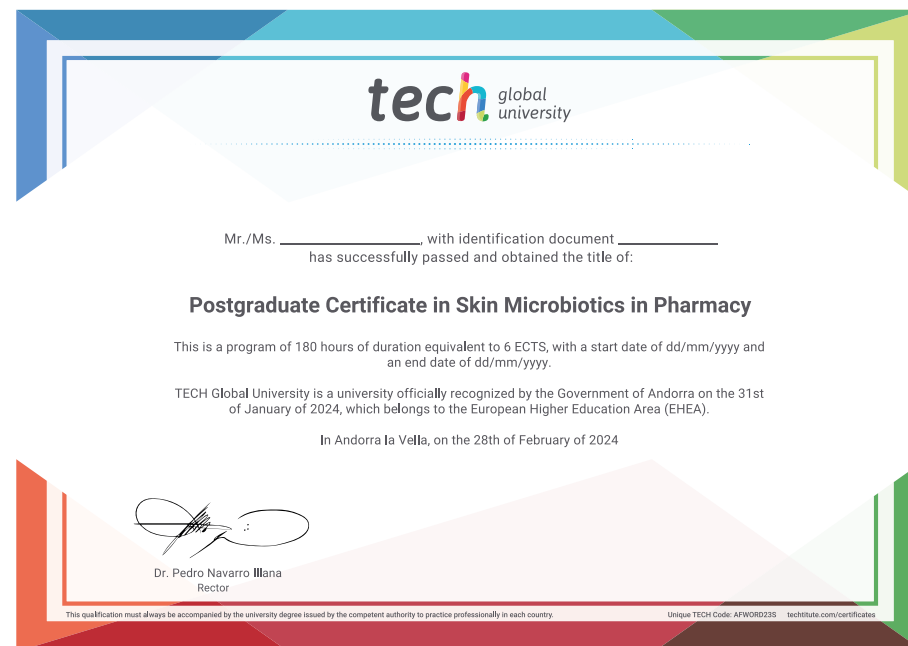 tech global university
Mr./Ms. ____________________, with identification document ______________
has successfully passed and obtained the title of:
Postgraduate Certificate in Skin Microbiotics in Pharmacy
This is a program of 180 hours of duration equivalent to 6 ECTS, with a start date of dd/mm/yyyy and
an end date of dd/mm/yyyy.
TECH Global University is a university officially recognized by the Government of Andorra on the 31st
of January of 2024, which belongs to the European Higher Education Area (EHEA).
In Andorra la Vella, on the 28th of February of 2024
Dr. Pedro Navarro Illana
Rector
This qualification must always be accompanied by the university degree issued by the competent authority to practice professionally in each country.
Unique TECH Code: AFWORD23S techtitute.com/certificates